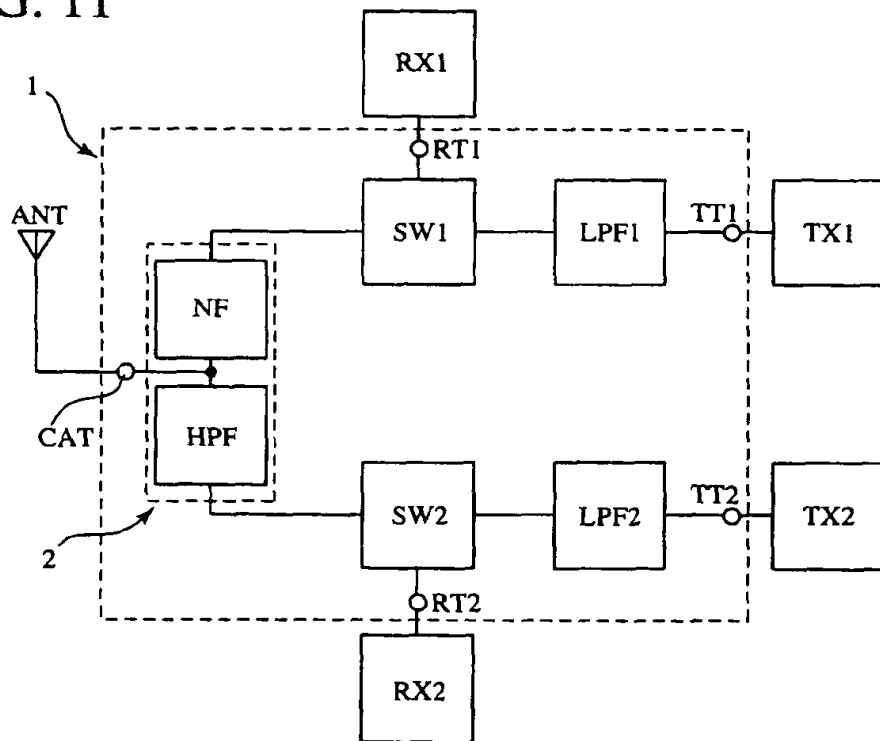 G. 11
RX1
1
RT1
ANT
SW1
LPF1
TT1
TX1
NF
CAT
HPF
SW2
LPF2
TT2
TX2
2
RT2
RX2